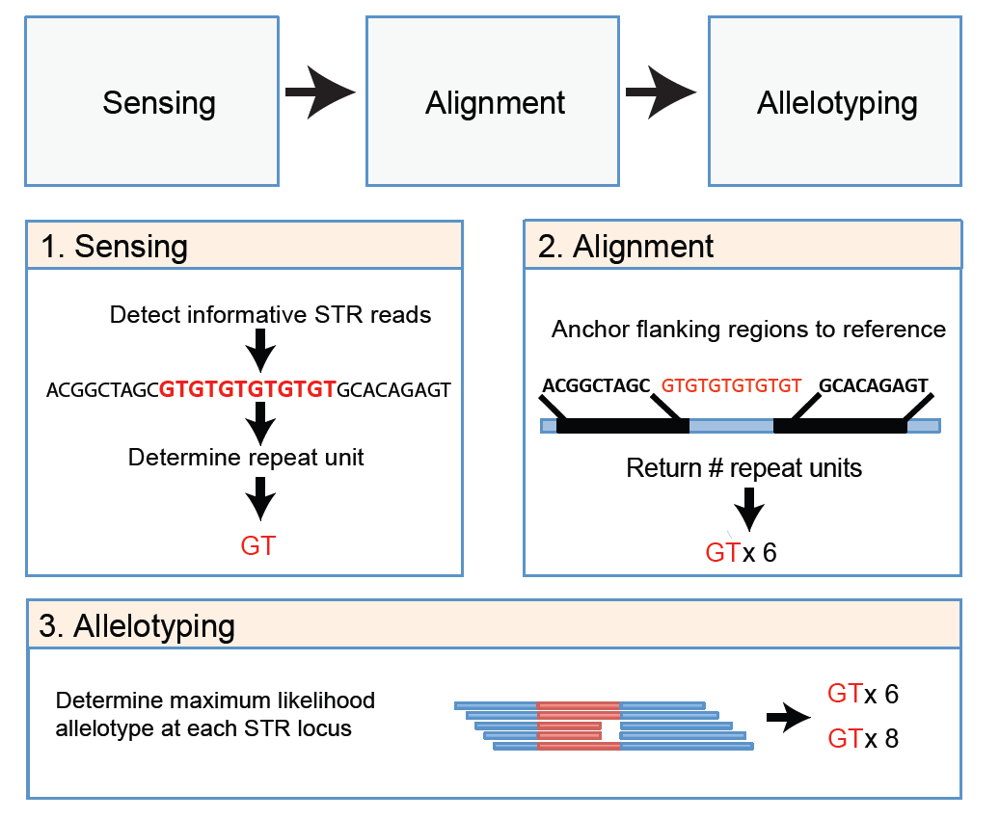 Sensing
Alignment
Allelotyping
1. Sensing
Detect informative STR reads
ACGGCTAGCGTGTGTGTGTGTGCACAGAGT
Determine repeat unit
GT
2. Alignment
Anchor flanking regions to reference
ACGGCTAGC GTGTGTGTGTGT GCACAGAGT
Return # repeat units
GTx 6
3. Allelotyping
Determine maximum likelihood
allelotype at each STR locus
GTx 6
GTx 8